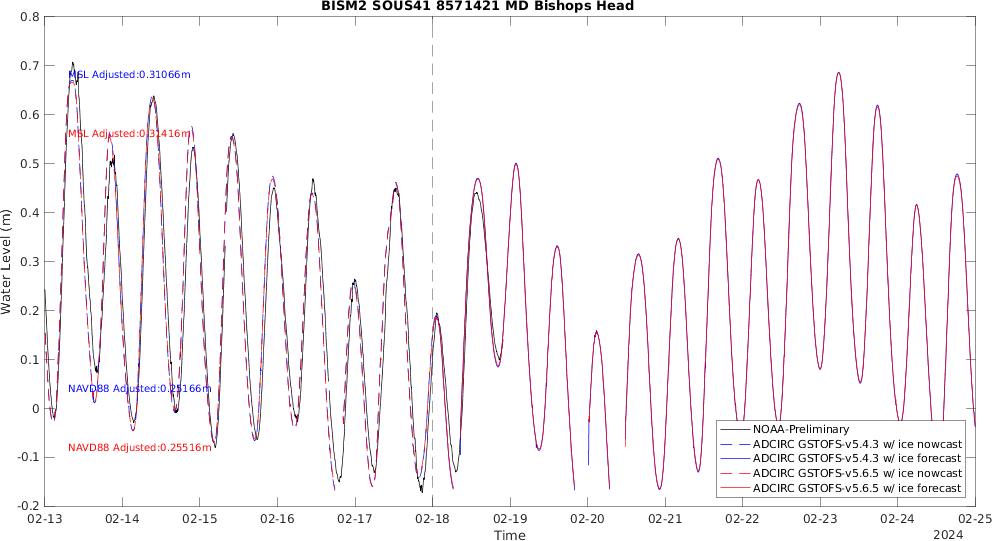 BISM2 SOUS41 8571421 MD Bishops Head
0.8
0.7
0.6
0.5
0.4
0.3
0.2
0.1
0
-0.1
-0.2
Water Level (m)
MSL Adjusted:0.31066m
MSL Adjusted:0.31416m
NAVD88 Adjusted:0.25166m
NAVD88 Adjusted:0.25516m
NOAA-Preliminary
ADCIRC GSTOFS-v5.4.3 w/ ice nowcast
ADCIRC GSTOFS-v5.4.3 w/ ice forecast
ADCIRC GSTOFS-v5.6.5 w/ ice nowcast
ADCIRC GSTOFS-v5.6.5 w/ ice forecast
02-13 02-14 02-15 02-16 02-17 02-18 02-19 02-20 02-21 02-22 02-23 02-24 02-25
Time
2024